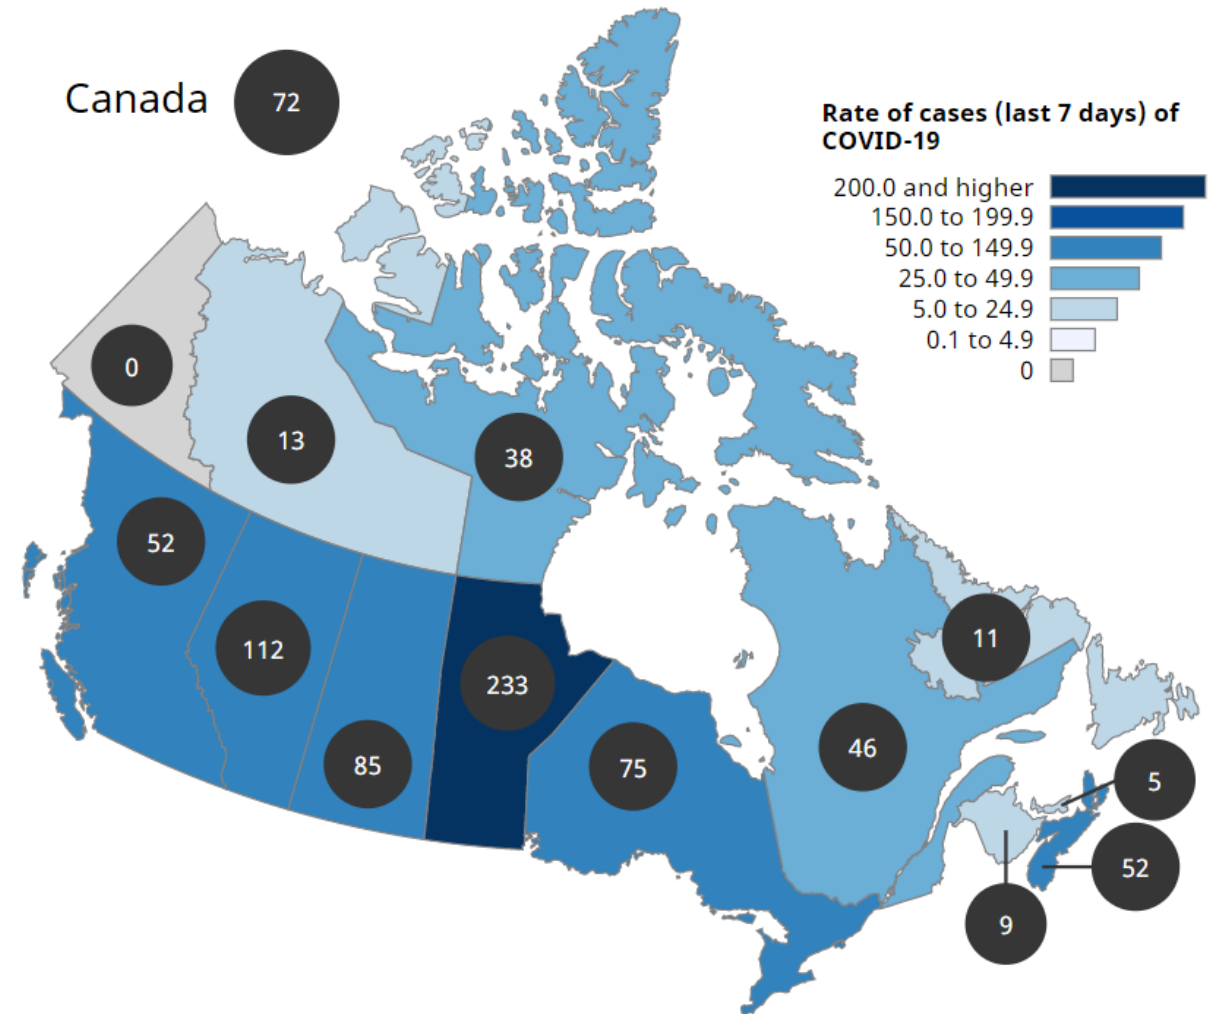 Canada
72
Rate of cases (last 7 days) of
COVID-19
200.0 and higher
150.0 to 199.9
50.0 to 149.9
25.0 to 49.9
5.0 to 24.9
0.1 to 4.9
0
0
13
38
52
112
233
11
85
75
46
5
52
9